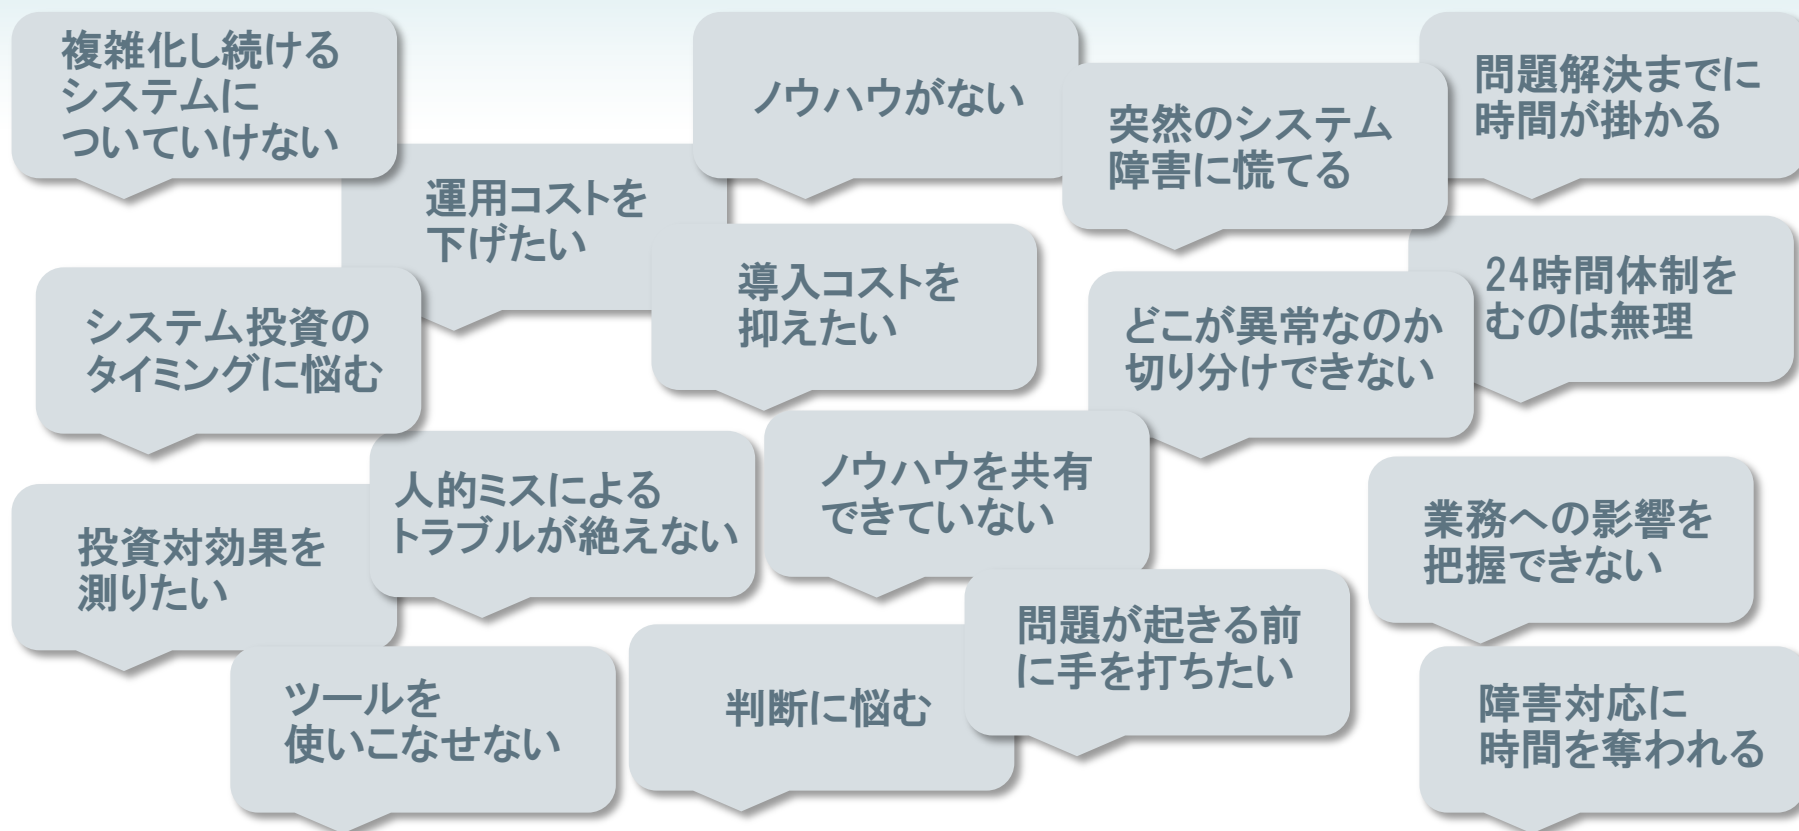 複雑化し続ける
システムに
ついていけない
ノウハウがない
突然のシステム
障害に慌てる
問題解決までに
時間が掛かる
運用コストを
下げたい
導入コストを
抑えたい
24時間体制を
むのは無理
システム投資の
タイミングに悩む
どこが異常なのか
切り分けできない
人的ミスによる
トラブルが絶えない
ノウハウを共有
できていない
業務への影響を
把握できない
投資対効果を
測りたい
問題が起きる前
に手を打ちたい
ツールを
使いこなせない
判断に悩む
障害対応に
時間を奪われる